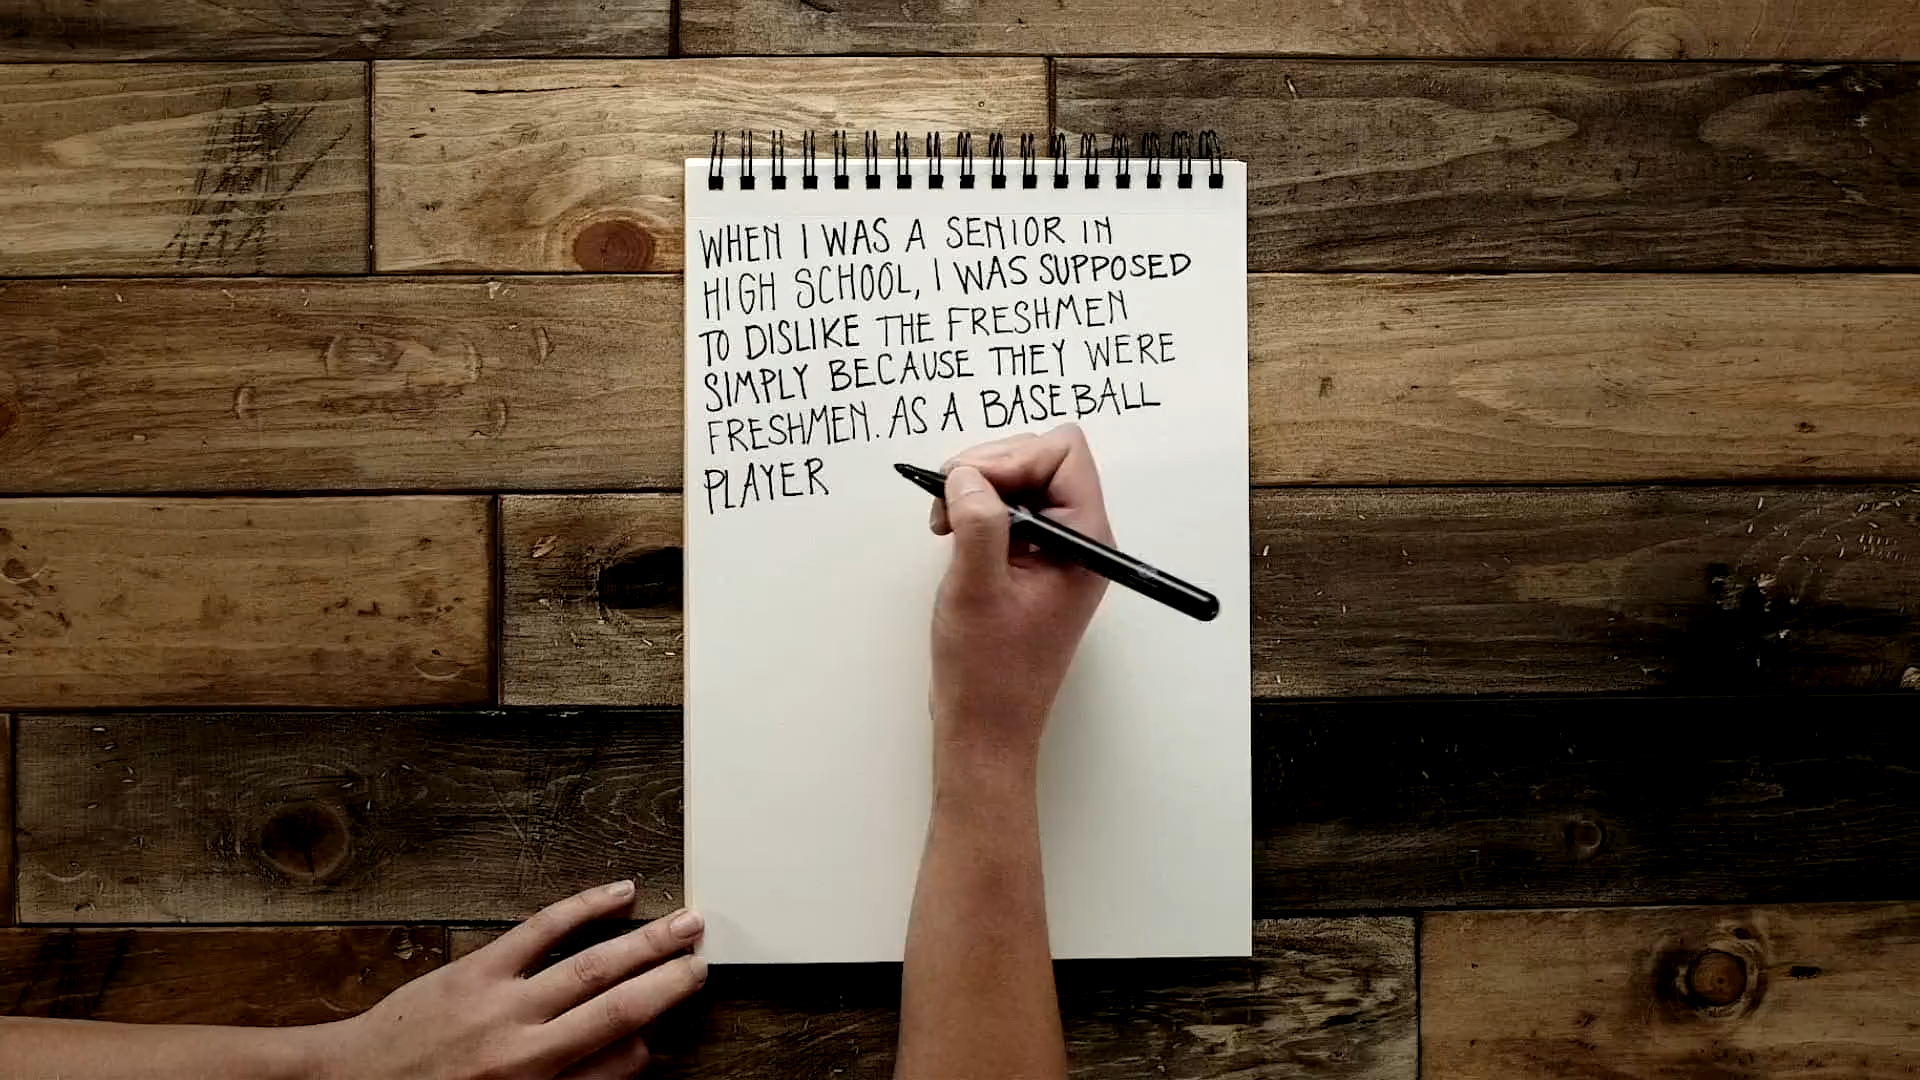 WHEN I WAS A SENIOR IN
HIGH SCHOOL, I WAS SUPPOSED
TO DISLIKE THE FRESHMEN
SIMPLY BECAUSE THEY WERE
FRESHMEN. AS A BASEBALL
PLAYER